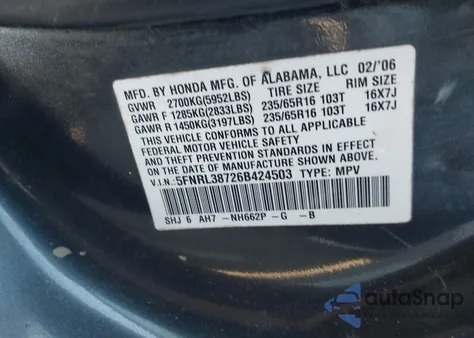 MFD. BY HONDA MFG. OF ALABAMA, LLC 02/'06
GVWR 2700KG(5952LBS) TIRE SIZE RIM SIZE
GAWR F 1285KG(2833LBS) 235/65R16 103T 16X7J
GAWR R 1450KG(3197LBS) 235/65R16 103T 16X7J
THIS VEHICLE CONFORMS TO ALL APPLICABLE
FEDERAL MOTOR VEHICLE SAFETY STANDARDS IN
EFFECT ON THE DATE OF MANUFACTURE SHOWN ABOVE.
V.I.N.: 5FNRL38726B424503 TYPE: MPV
SHJ 6 AH7 -NH662P -G -B
autoSnap